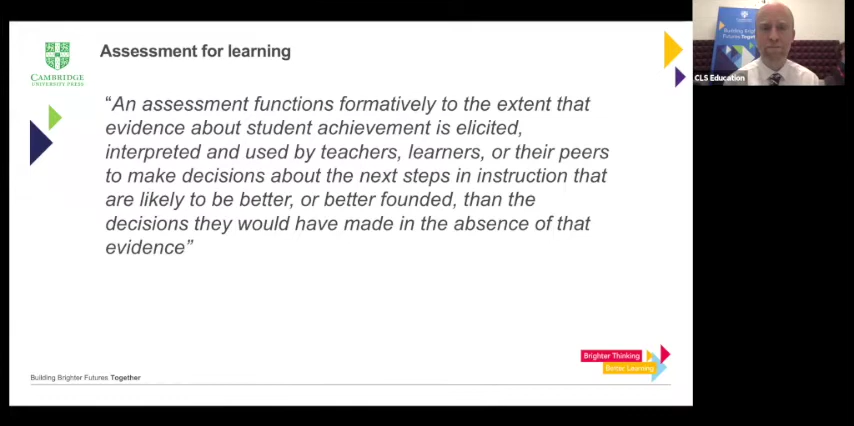 Assessment for learning
CAMBRIDGE
UNIVERSITY PRESS
“An assessment functions formatively to the extent that
evidence about student achievement is elicited,
interpreted and used by teachers, learners, or their peers
to make decisions about the next steps in instruction that
are likely to be better, or better founded, than the
decisions they would have made in the absence of that
evidence”
Brighter Thinking
Better Learning
Building Brighter Futures Together
CAMBRIDGE
Building Brighter
Futures Together
CLS Education